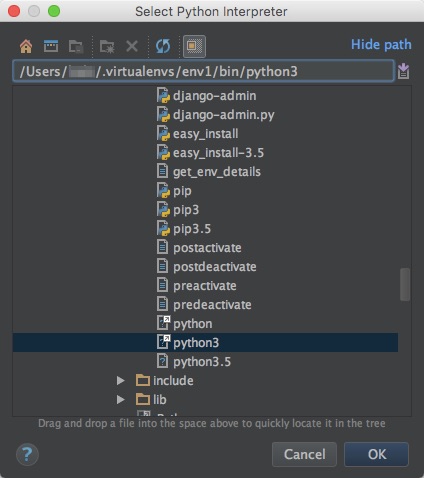 Select Python Interpreter
Hide path
/Users/ /.virtualenvs/env1/bin/python3
django-admin
django-admin.py
easy_install
easy_install-3.5
get_env_details
pip
pip3
pip3.5
postactivate
postdeactivate
preactivate
predeactivate
python
python3
python3.5
include
lib
Drag and drop a file into the space above to quickly locate it in the tree
?
Cancel
OK